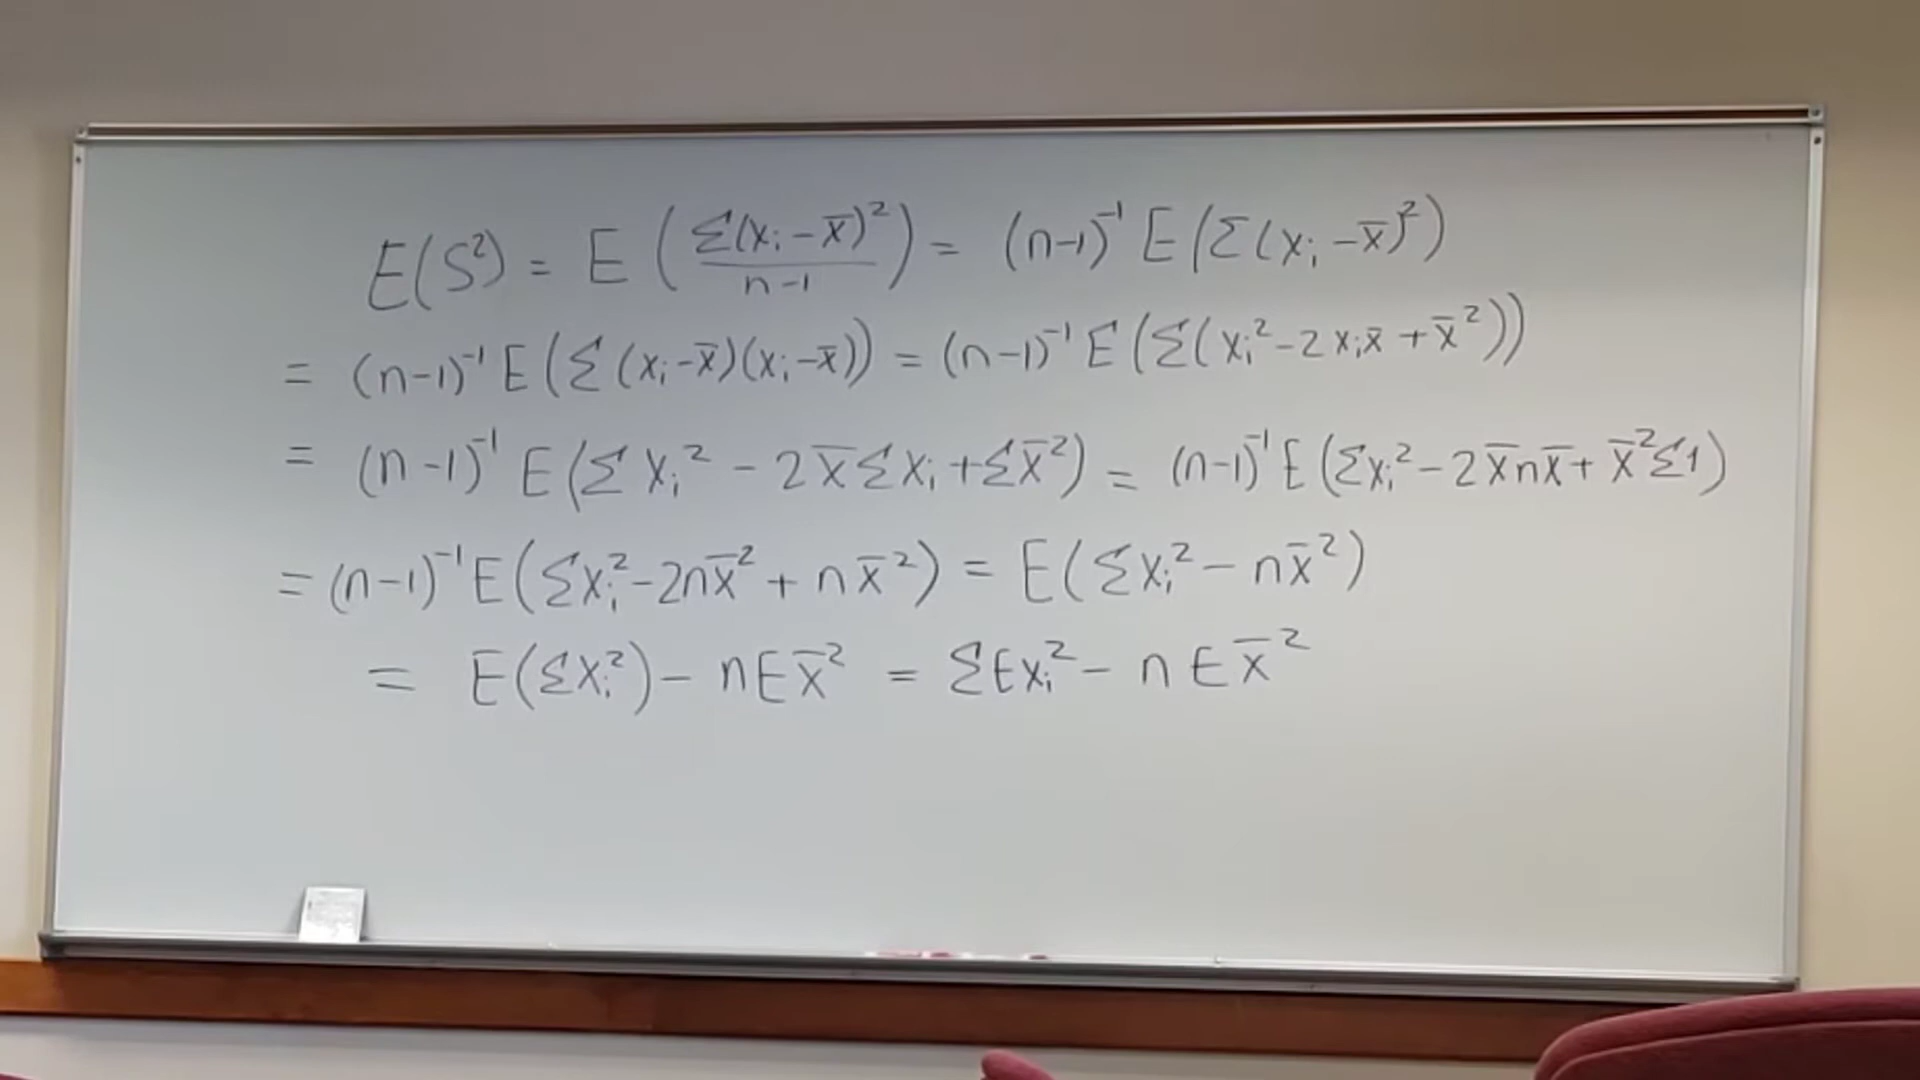 E(S²) = E(Σ(xᵢ-x̄)²/n-1) = (n-1)⁻¹ E(Σ(xᵢ-x̄)²)
= (n-1)⁻¹ E(Σ(xᵢ-x̄)(xᵢ-x̄)) = (n-1)⁻¹ E(Σ(xᵢ²-2xᵢx̄+x̄²))
= (n-1)⁻¹ E(Σxᵢ² - 2x̄Σxᵢ+Σx̄²) = (n-1)⁻¹E(Σxᵢ²-2x̄nx̄+x̄²Σ1)
= (n-1)⁻¹E(Σxᵢ²-2nx̄²+nx̄²) = E(Σxᵢ²-nx̄²)
= E(Σxᵢ²)-nEx̄² = ΣExᵢ²-nEx̄²